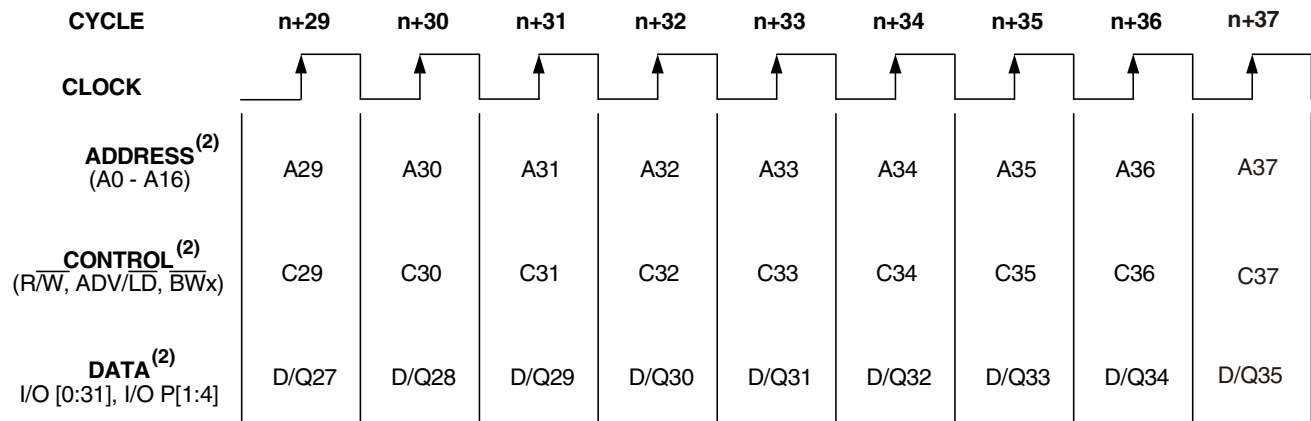 CYCLE n+29 n+30 n+31 n+32 n+33 n+34 n+35 n+36 n+37
CLOCK
ADDRESS(2)
(A0 - A16) A29 A30 A31 A32 A33 A34 A35 A36 A37
CONTROL(2)
(R/W̅, ADV/L̅D̅, B̅W̅x) C29 C30 C31 C32 C33 C34 C35 C36 C37
DATA(2)
I/O [0:31], I/O P[1:4] D/Q27 D/Q28 D/Q29 D/Q30 D/Q31 D/Q32 D/Q33 D/Q34 D/Q35